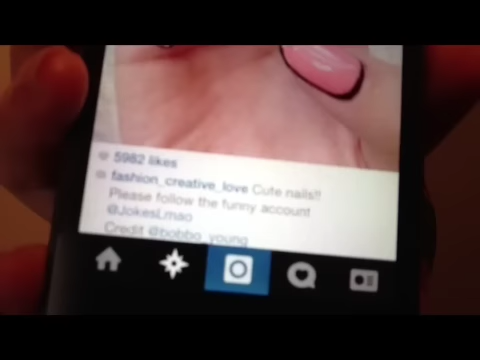 5982 likes
fashion_creative_love Cute nails!!
Please follow the funny account
@JokesLmao
Credit @bobbo_young